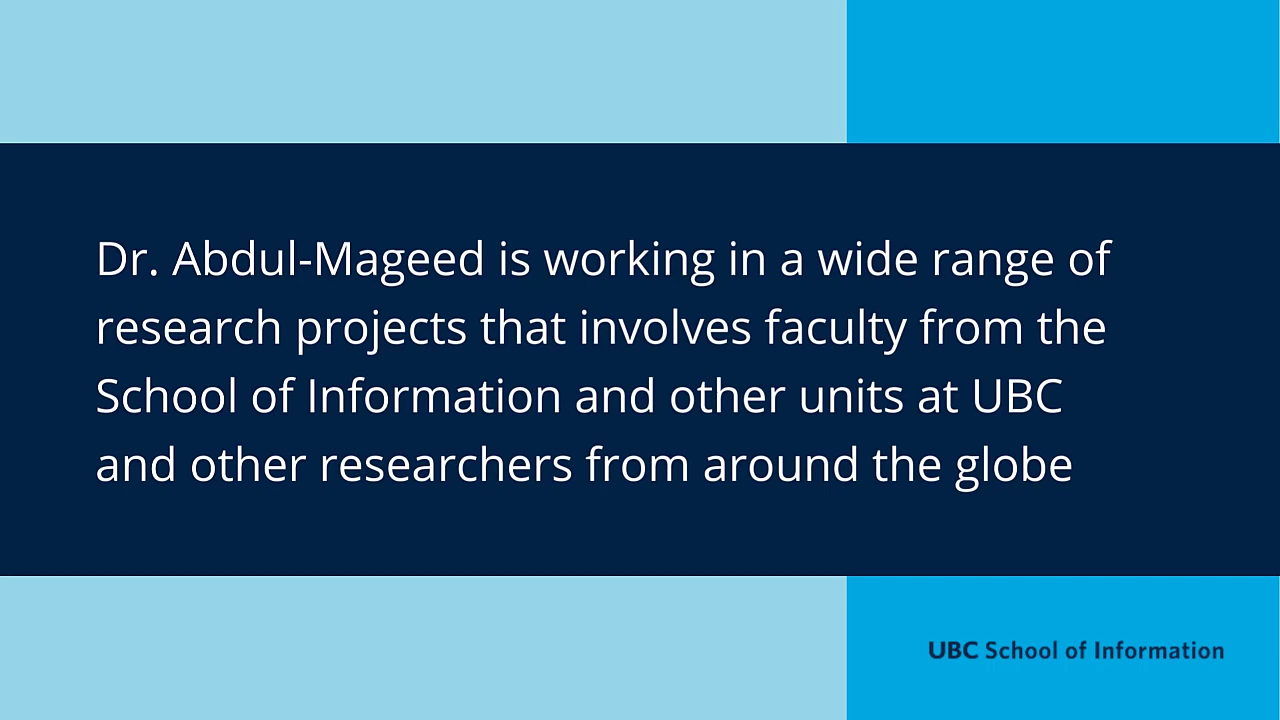 Dr. Abdul-Mageed is working in a wide range of
research projects that involves faculty from the
School of Information and other units at UBC
and other researchers from around the globe
UBC School of Information